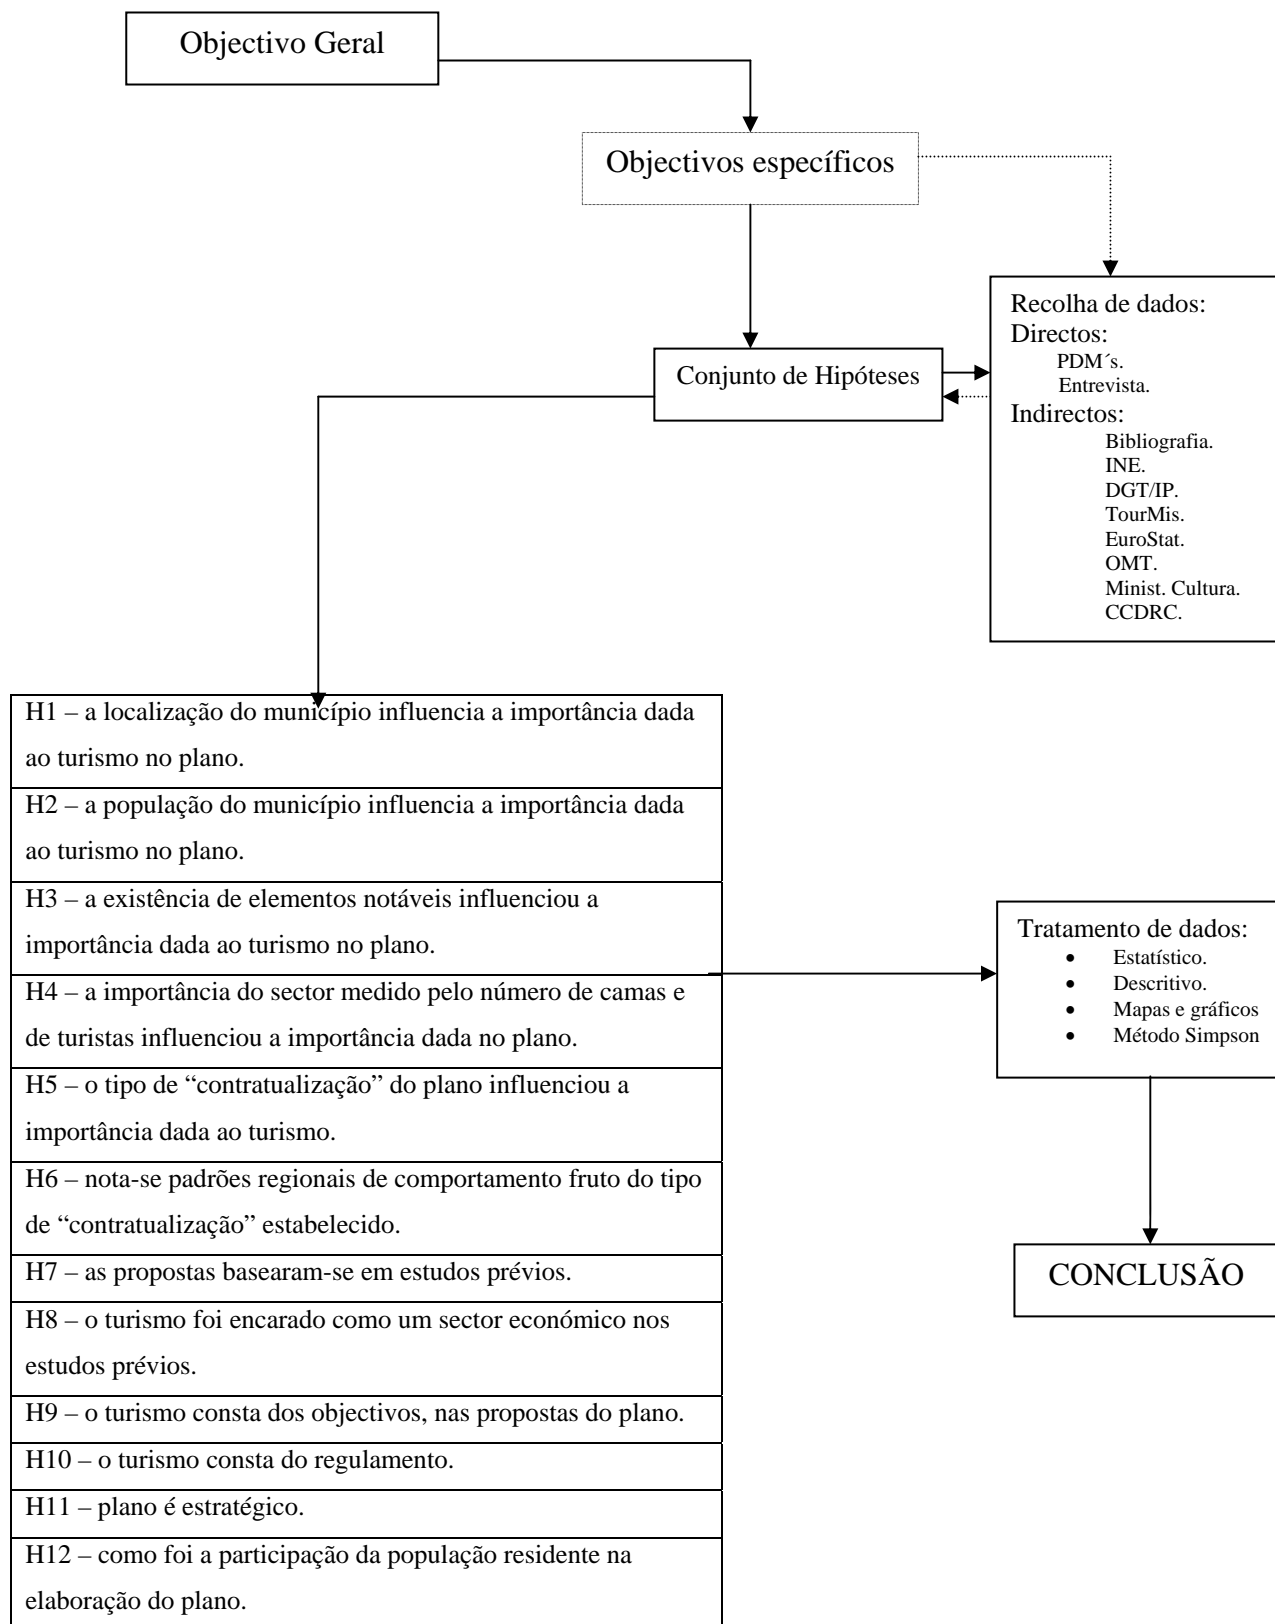 Objectivo Geral
Objectivos específicos
Recolha de dados:
Directos:
PDM´s.
Entrevista.
Indirectos:
Bibliografia.
INE.
DGT/IP.
TourMis.
EuroStat.
OMT.
Minist. Cultura.
CCDRC.
Conjunto de Hipóteses
H1 – a localização do município influencia a importância dada
ao turismo no plano.
H2 – a população do município influencia a importância dada
ao turismo no plano.
H3 – a existência de elementos notáveis influenciou a
importância dada ao turismo no plano.
H4 – a importância do sector medido pelo número de camas e
de turistas influenciou a importância dada no plano.
H5 – o tipo de “contratualização” do plano influenciou a
importância dada ao turismo.
H6 – nota-se padrões regionais de comportamento fruto do tipo
de “contratualização” estabelecido.
H7 – as propostas basearam-se em estudos prévios.
H8 – o turismo foi encarado como um sector económico nos
estudos prévios.
H9 – o turismo consta dos objectivos, nas propostas do plano.
H10 – o turismo consta do regulamento.
H11 – plano é estratégico.
H12 – como foi a participação da população residente na
elaboração do plano.
Tratamento de dados:
• Estatístico.
• Descritivo.
• Mapas e gráficos
• Método Simpson
CONCLUSÃO